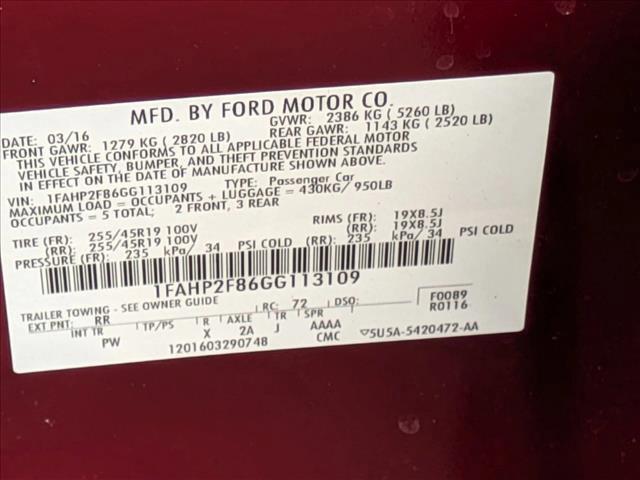 MFD. BY FORD MOTOR CO.
DATE: 03/16 GVWR: 2386 KG ( 5260 LB)
FRONT GAWR: 1279 KG ( 2820 LB) REAR GAWR: 1143 KG ( 2520 LB)
THIS VEHICLE CONFORMS TO ALL APPLICABLE FEDERAL MOTOR
VEHICLE SAFETY, BUMPER, AND THEFT PREVENTION STANDARDS
IN EFFECT ON THE DATE OF MANUFACTURE SHOWN ABOVE.
VIN: 1FAHP2F86GG113109 TYPE: Passenger Car
MAXIMUM LOAD = OCCUPANTS + LUGGAGE = 430KG/ 950LB
OCCUPANTS = 5 TOTAL; 2 FRONT, 3 REAR
TIRE (FR): 255/45R19 100V RIMS (FR): 19X8.5J
(RR): 255/45R19 100V (RR): 19X8.5J
PRESSURE (FR): 235 kPa/ 34 PSI COLD (RR): 235 kPa/ 34 PSI COLD
1FAHP2F86GG113109
TRAILER TOWING - SEE OWNER GUIDE
EXT PNT: RR RC: 72 DSO: F0089
R0116
INT TR TP/PS R AXLE TR SPR
PW X 2A J AAAA
CMC
1201603290748
5U5A-5420472-AA